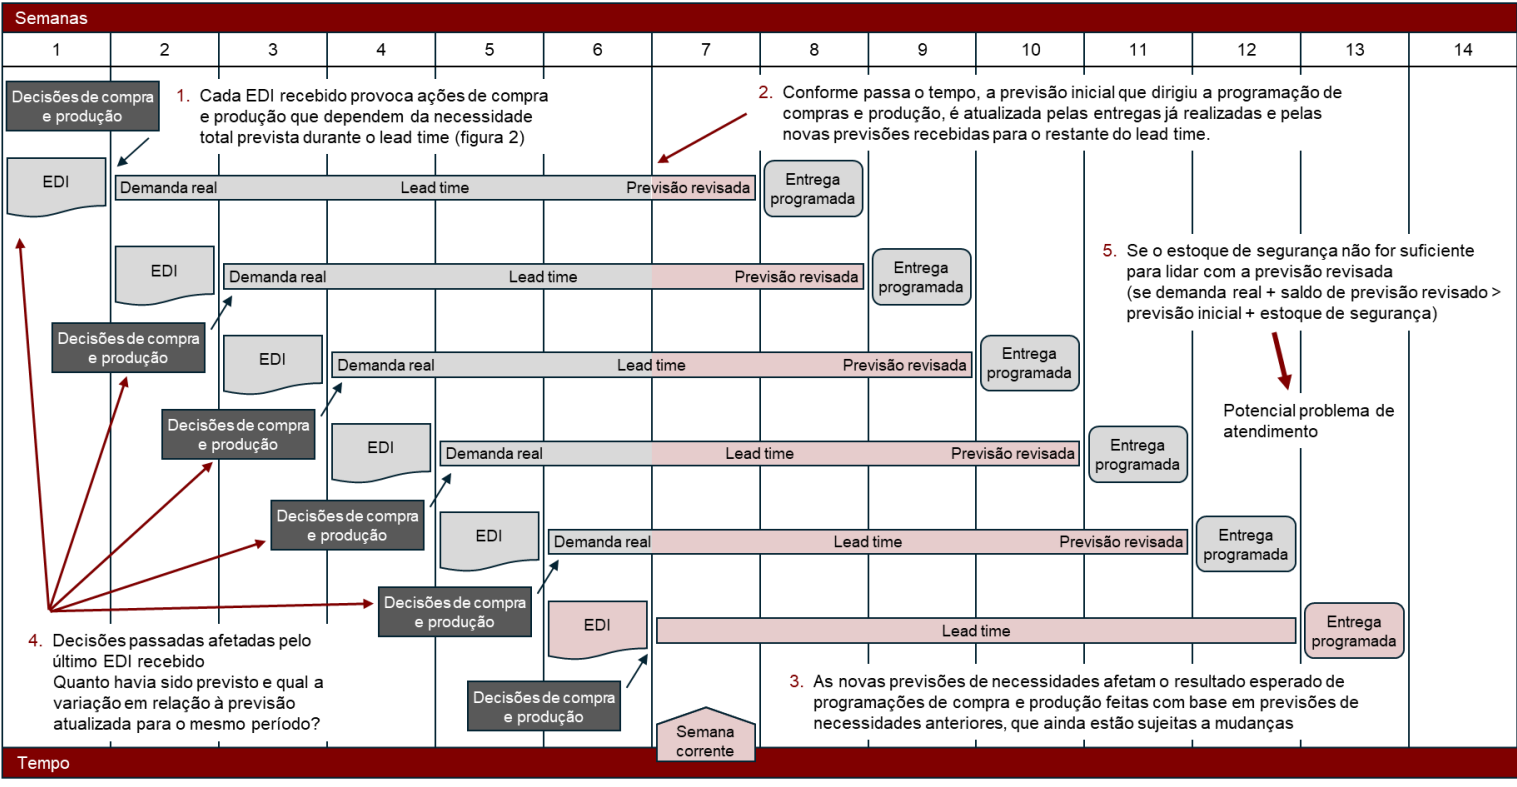 Semanas
1 2 3 4 5 6 7 8 9 10 11 12 13 14
Decisões de compra
e produção
1. Cada EDI recebido provoca ações de compra
e produção que dependem da necessidade
total prevista durante o lead time (figura 2)
2. Conforme passa o tempo, a previsão inicial que dirigiu a programação de
compras e produção, é atualizada pelas entregas já realizadas e pelas
novas previsões recebidas para o restante do lead time.
EDI
Demanda real Lead time Previsão revisada
Entrega
programada
EDI
Demanda real Lead time Previsão revisada
Entrega
programada
5. Se o estoque de segurança não for suficiente
para lidar com a previsão revisada
(se demanda real + saldo de previsão revisado >
previsão inicial + estoque de segurança)
Decisões de compra
e produção
EDI
Demanda real Lead time Previsão revisada
Entrega
programada
Potencial problema de
atendimento
Decisões de compra
e produção
EDI
Demanda real Lead time Previsão revisada
Entrega
programada
Decisões de compra
e produção
EDI
Demanda real Lead time Previsão revisada
Entrega
programada
Decisões de compra
e produção
EDI
Lead time
Entrega
programada
4. Decisões passadas afetadas pelo
último EDI recebido
Quanto havia sido previsto e qual a
variação em relação à previsão
atualizada para o mesmo período?
Decisões de compra
e produção
3. As novas previsões de necessidades afetam o resultado esperado de
programações de compra e produção feitas com base em previsões de
necessidades anteriores, que ainda estão sujeitas a mudanças
Semana
corrente
Tempo